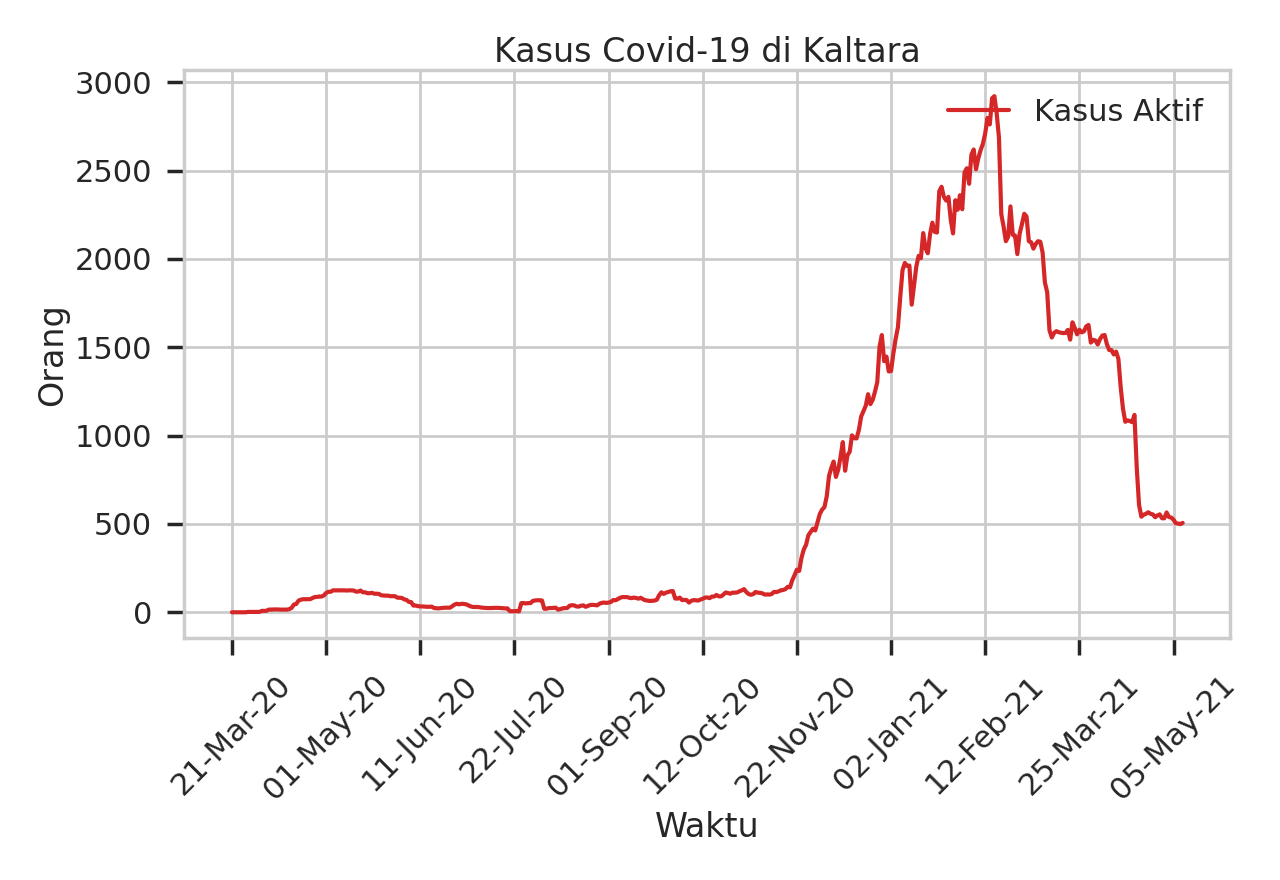 Kasus Covid-19 di Kaltara
Kasus Aktif
3000
2500
2000
1500
1000
500
0
Orang
21-Mar-20
01-May-20
11-Jun-20
22-Jul-20
01-Sep-20
12-Oct-20
22-Nov-20
02-Jan-21
12-Feb-21
25-Mar-21
05-May-21
Waktu